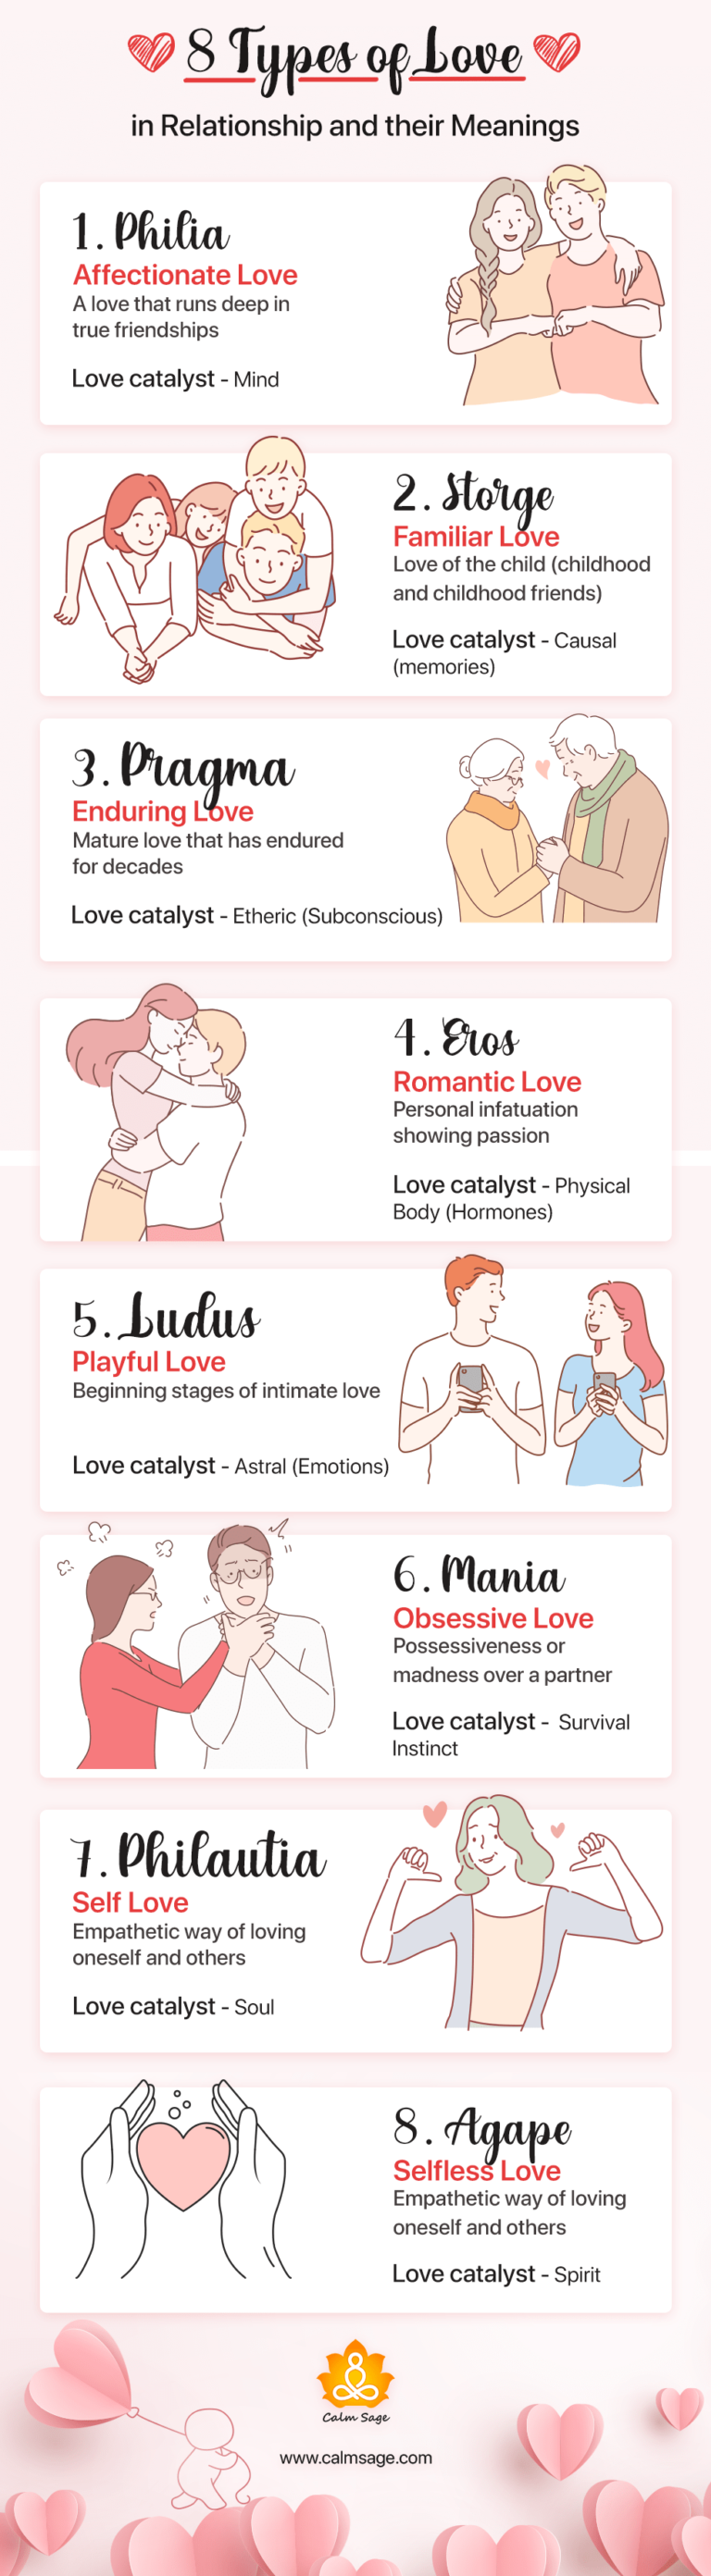 8 Types of Love
in Relationship and their Meanings
1. Philia
Affectionate Love
A love that runs deep in
true friendships
Love catalyst - Mind
2. Storge
Familiar Love
Love of the child (childhood
and childhood friends)
Love catalyst - Causal
(memories)
3. Pragma
Enduring Love
Mature love that has endured
for decades
Love catalyst - Etheric (Subconscious)
4. Eros
Romantic Love
Personal infatuation
showing passion
Love catalyst - Physical
Body (Hormones)
5. Ludus
Playful Love
Beginning stages of intimate love
Love catalyst - Astral (Emotions)
6. Mania
Obsessive Love
Possessiveness or
madness over a partner
Love catalyst - Survival
Instinct
7. Philautia
Self Love
Empathetic way of loving
oneself and others
Love catalyst - Soul
8. Agape
Selfless Love
Empathetic way of loving
oneself and others
Love catalyst - Spirit
Calm Sage
www.calmsage.com